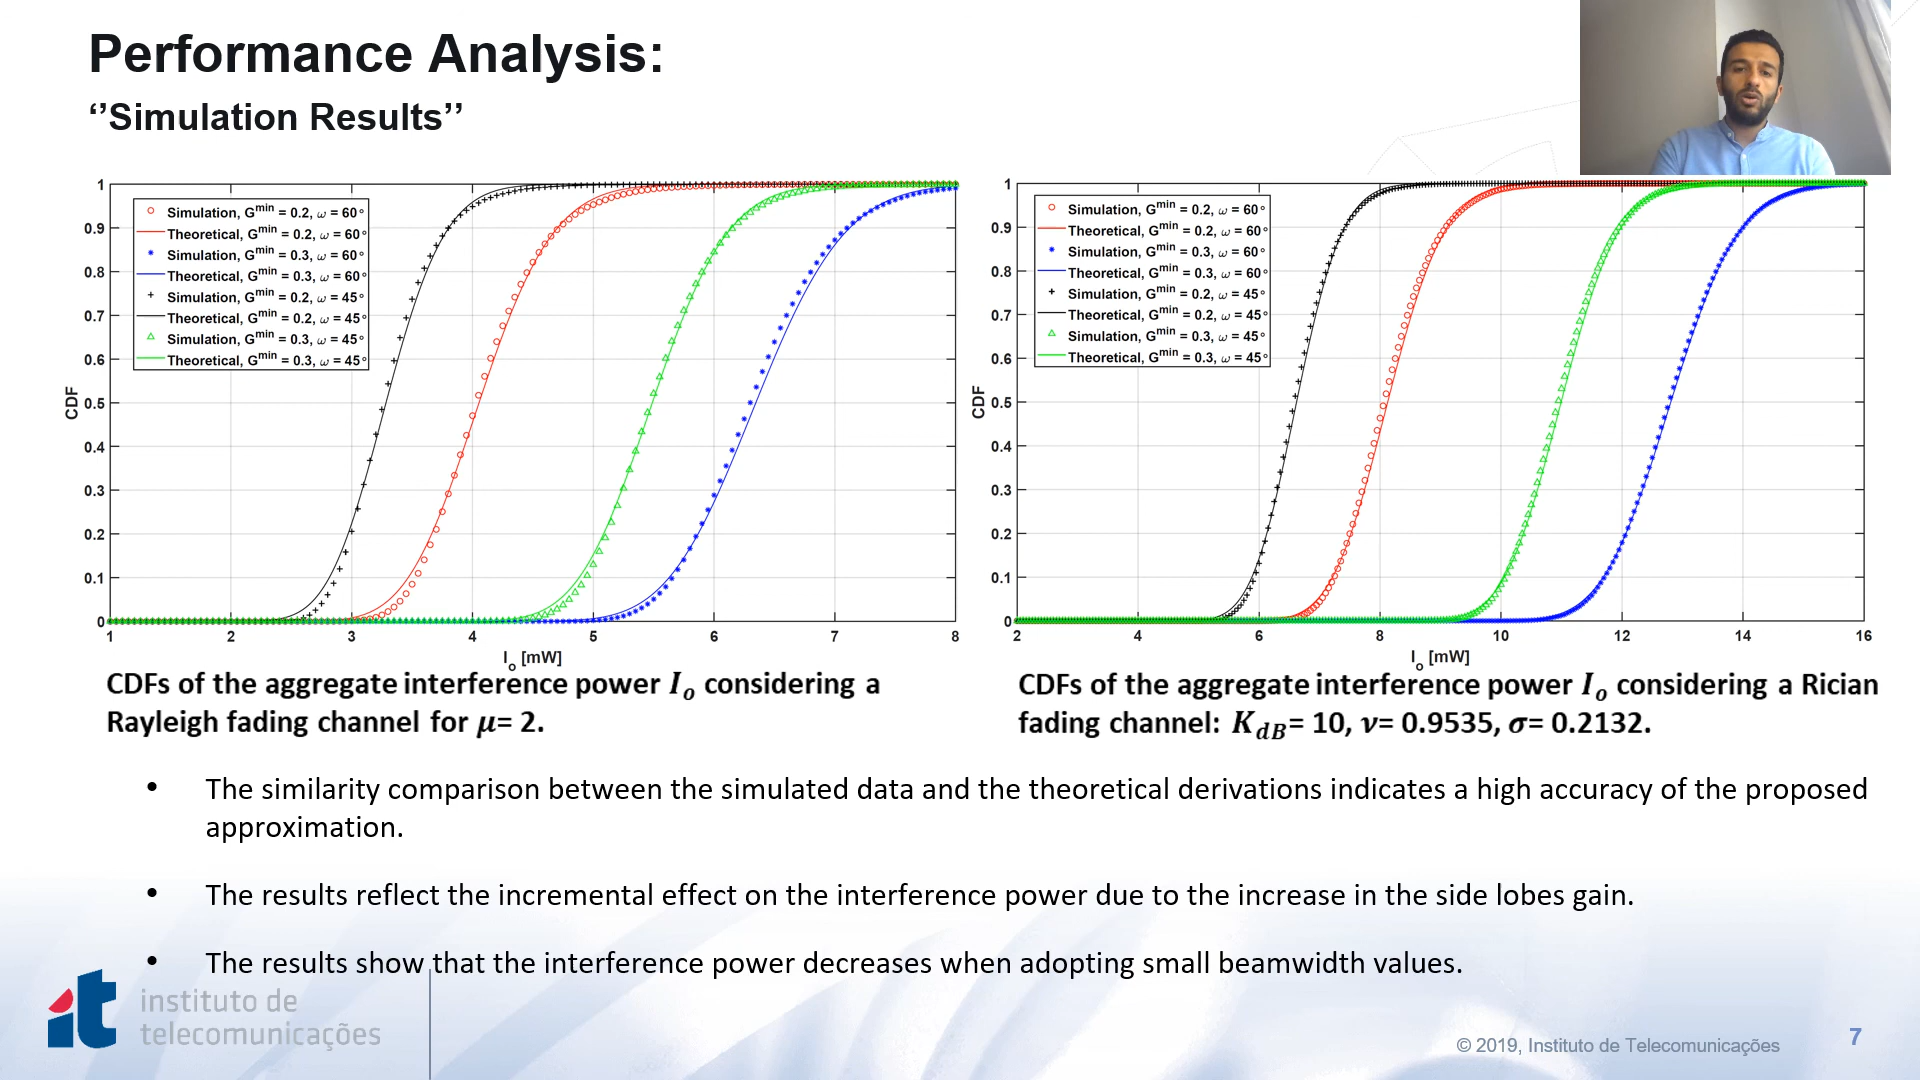 Performance Analysis:
‘’Simulation Results’’
1
0.9
0.8
0.7
0.6
0.5
0.4
0.3
0.2
0.1
0
CDF
Simulation, Gmin = 0.2, ω = 60°
Theoretical, Gmin = 0.2, ω = 60°
Simulation, Gmin = 0.3, ω = 60°
Theoretical, Gmin = 0.3, ω = 60°
Simulation, Gmin = 0.2, ω = 45°
Theoretical, Gmin = 0.2, ω = 45°
Simulation, Gmin = 0.3, ω = 45°
Theoretical, Gmin = 0.3, ω = 45°
1 2 3 4 5 6 7 8
Io [mW]
CDFs of the aggregate interference power Io considering a
Rayleigh fading channel for μ= 2.
1
0.9
0.8
0.7
0.6
0.5
0.4
0.3
0.2
0.1
0
CDF
Simulation, Gmin = 0.2, ω = 60°
Theoretical, Gmin = 0.2, ω = 60°
Simulation, Gmin = 0.3, ω = 60°
Theoretical, Gmin = 0.3, ω = 60°
Simulation, Gmin = 0.2, ω = 45°
Theoretical, Gmin = 0.2, ω = 45°
Simulation, Gmin = 0.3, ω = 45°
Theoretical, Gmin = 0.3, ω = 45°
2 4 6 8 10 12 14 16
Io [mW]
CDFs of the aggregate interference power Io considering a Rician
fading channel: KdB= 10, ν= 0.9535, σ= 0.2132.
• The similarity comparison between the simulated data and the theoretical derivations indicates a high accuracy of the proposed
approximation.
• The results reflect the incremental effect on the interference power due to the increase in the side lobes gain.
• The results show that the interference power decreases when adopting small beamwidth values.
it instituto de
telecomunicações
© 2019, Instituto de Telecomunicações
7